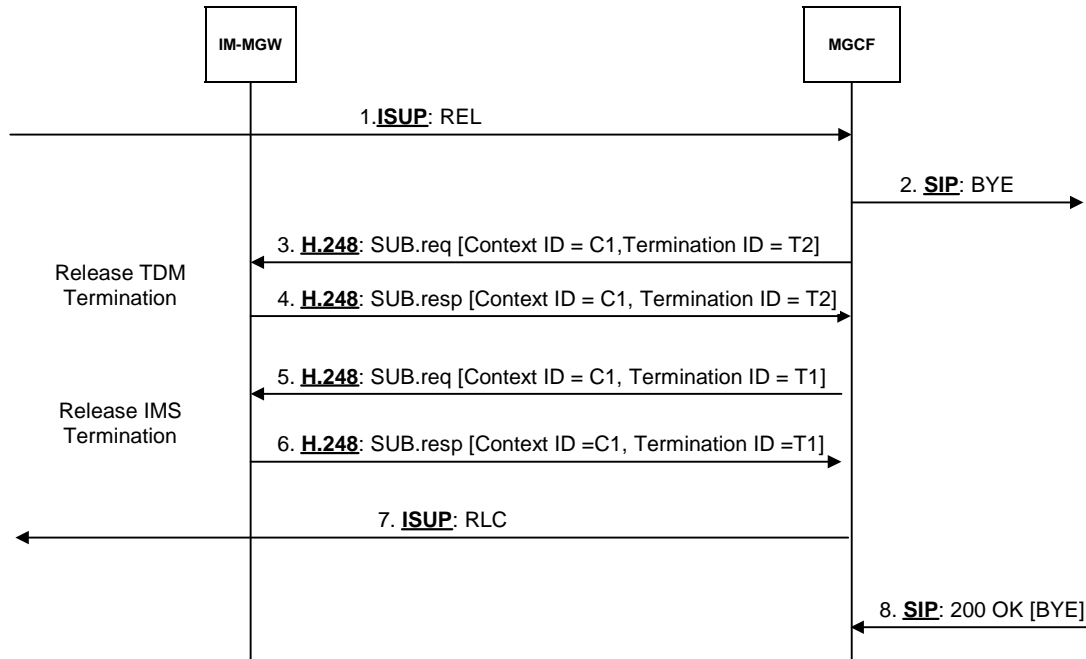 IM-MGW
MGCF
1.ISUP: REL
2. SIP: BYE
3. H.248: SUB.req [Context ID = C1,Termination ID = T2]
Release TDM
Termination
4. H.248: SUB.resp [Context ID = C1, Termination ID = T2]
5. H.248: SUB.req [Context ID = C1, Termination ID = T1]
Release IMS
Termination
6. H.248: SUB.resp [Context ID =C1, Termination ID =T1]
7. ISUP: RLC
8. SIP: 200 OK [BYE]